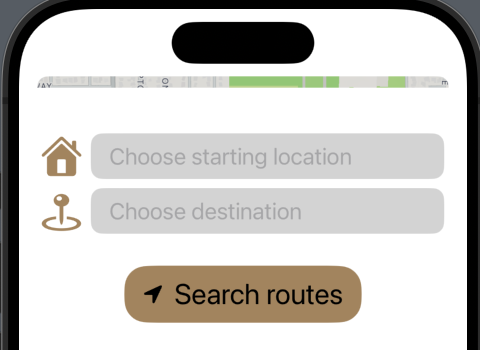 Choose starting location
Choose destination
Search routes